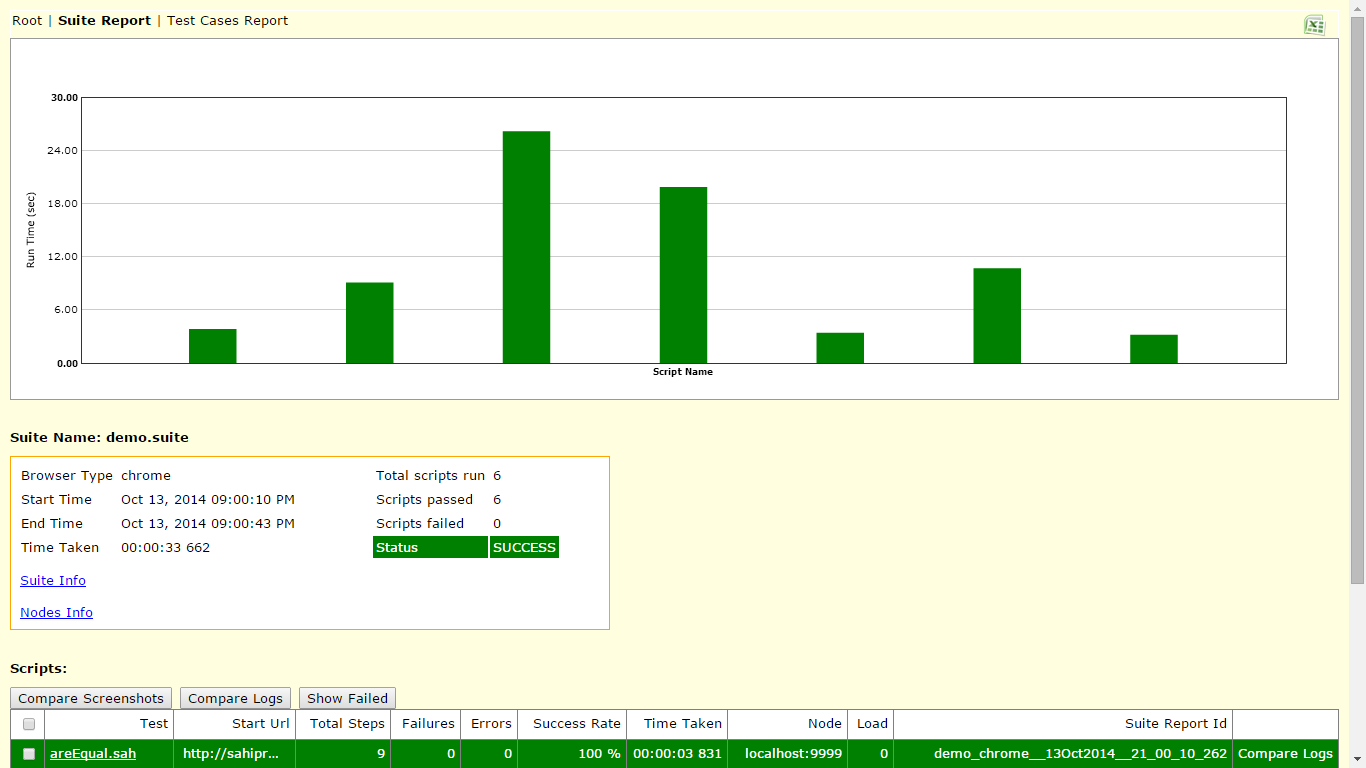 Root | Suite Report | Test Cases Report
30.00
24.00
18.00
12.00
6.00
0.00
Run Time (sec)
Script Name
Suite Name: demo.suite
Browser Type chrome Total scripts run 6
Start Time Oct 13, 2014 09:00:10 PM Scripts passed 6
End Time Oct 13, 2014 09:00:43 PM Scripts failed 0
Time Taken 00:00:33 662 Status SUCCESS
Suite Info
Nodes Info
Scripts:
Compare Screenshots Compare Logs Show Failed
Test Start Url Total Steps Failures Errors Success Rate Time Taken Node Load Suite Report Id
areEqual.sah http://sahipr... 9 0 0 100 % 00:00:03 831 localhost:9999 0 demo_chrome__13Oct2014__21_00_10_262 Compare Logs